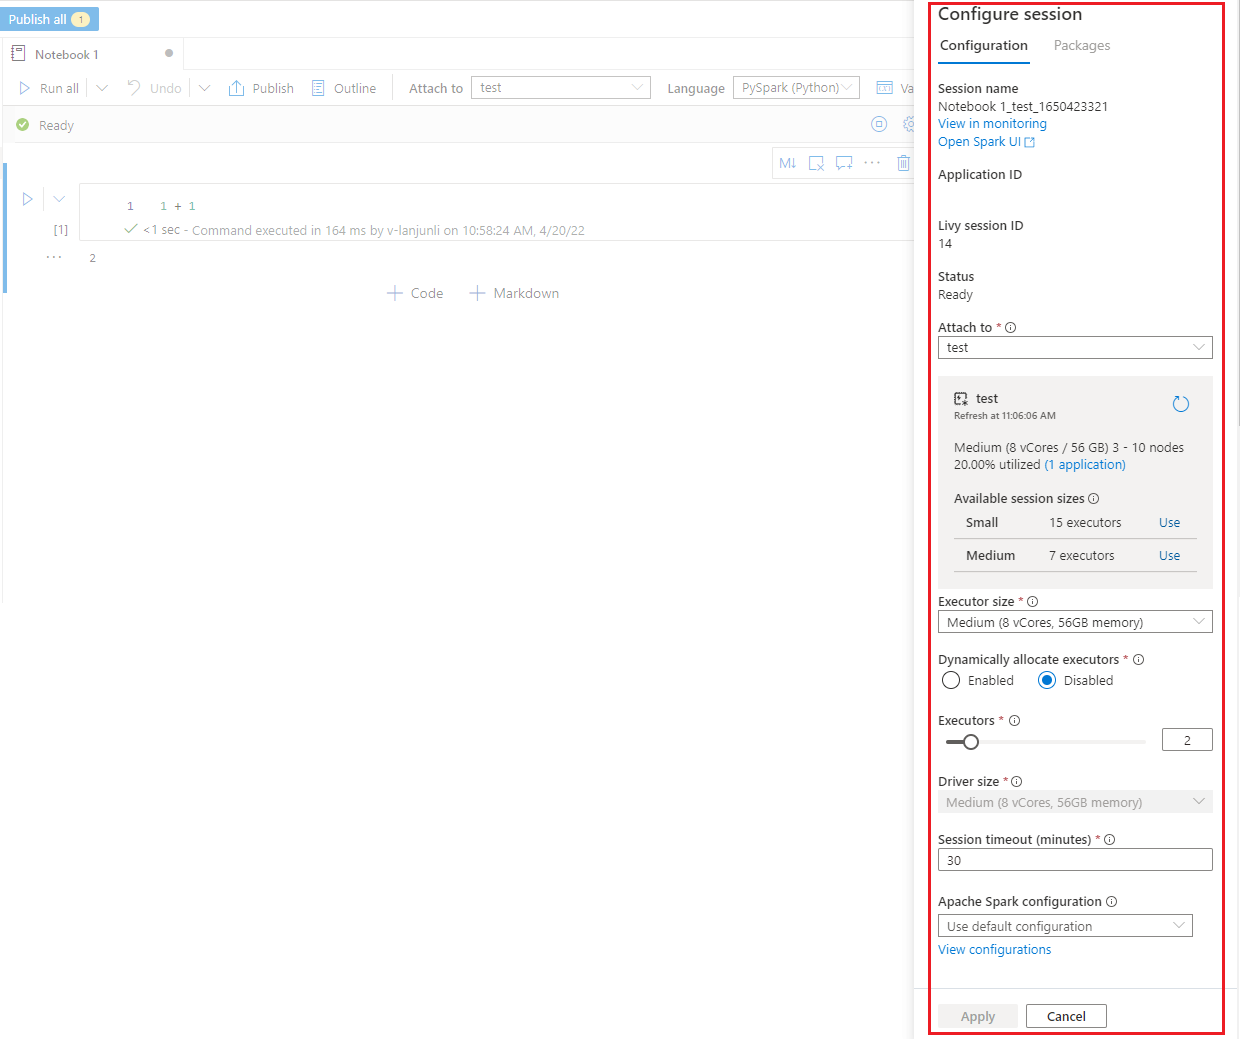 Publish all 1
Notebook 1
Run all Undo Publish Outline Attach to test Language PySpark (Python) Va
Ready
M↓ ···
1 1 + 1
[1] <1 sec - Command executed in 164 ms by v-lanjunli on 10:58:24 AM, 4/20/22
··· 2
Code Markdown
Configure session
Configuration Packages
Session name
Notebook 1_test_1650423321
View in monitoring
Open Spark UI
Application ID
Livy session ID
14
Status
Ready
Attach to *
test
test
Refresh at 11:06:06 AM
Medium (8 vCores / 56 GB) 3 - 10 nodes
20.00% utilized (1 application)
Available session sizes
Small 15 executors Use
Medium 7 executors Use
Executor size *
Medium (8 vCores, 56GB memory)
Dynamically allocate executors *
Enabled Disabled
Executors *
2
Driver size *
Medium (8 vCores, 56GB memory)
Session timeout (minutes) *
30
Apache Spark configuration
Use default configuration
View configurations
Apply Cancel